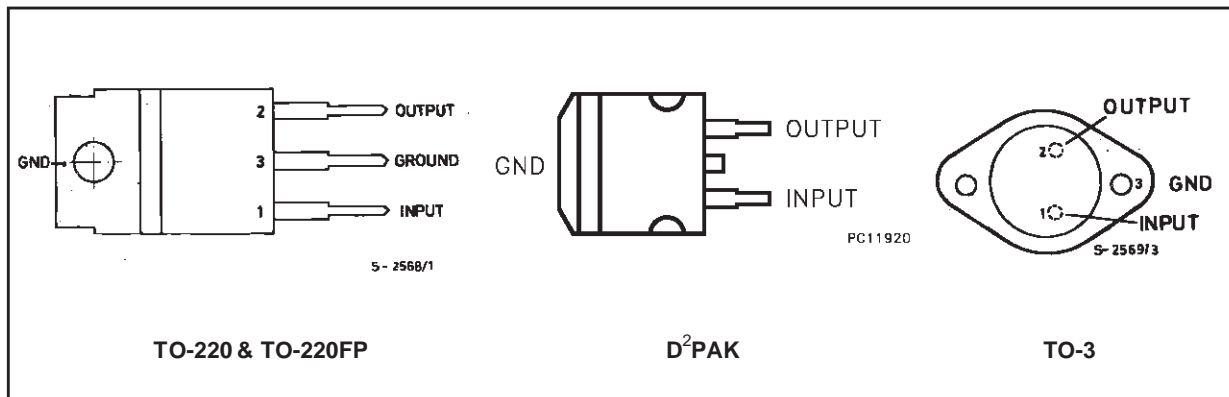 2 OUTPUT
GND 3 GROUND
1 INPUT
S-2568/1
TO-220 & TO-220FP
OUTPUT
GND
INPUT
PC11920
D²PAK
OUTPUT
2
3 GND
1
INPUT
S-2569/3
TO-3